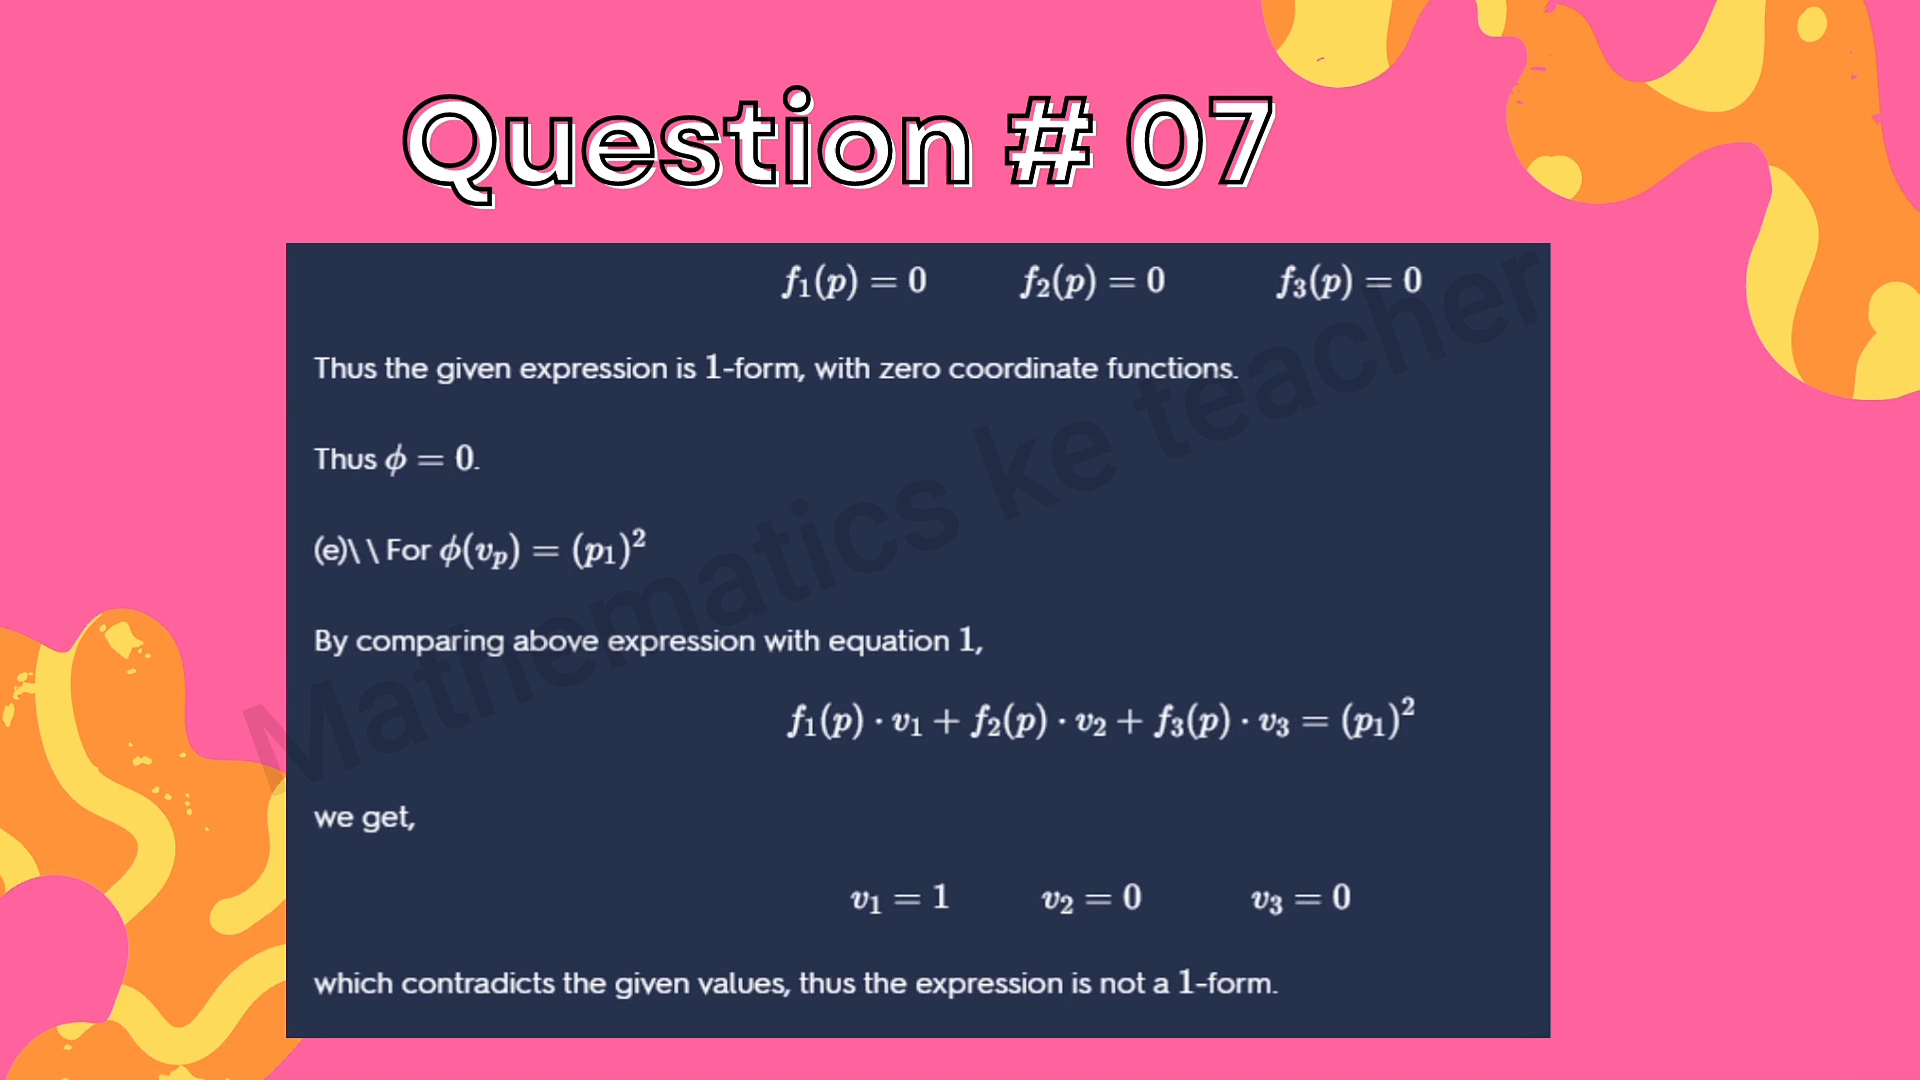 Question # 07
f₁(p) = 0 f₂(p) = 0 f₃(p) = 0
Thus the given expression is 1-form, with zero coordinate functions.
Thus ϕ = 0.
(e)\ \ For ϕ(vₚ) = (p₁)²
By comparing above expression with equation 1,
f₁(p) · v₁ + f₂(p) · v₂ + f₃(p) · v₃ = (p₁)²
we get,
v₁ = 1 v₂ = 0 v₃ = 0
which contradicts the given values, thus the expression is not a 1-form.
Mathematics ke teacher